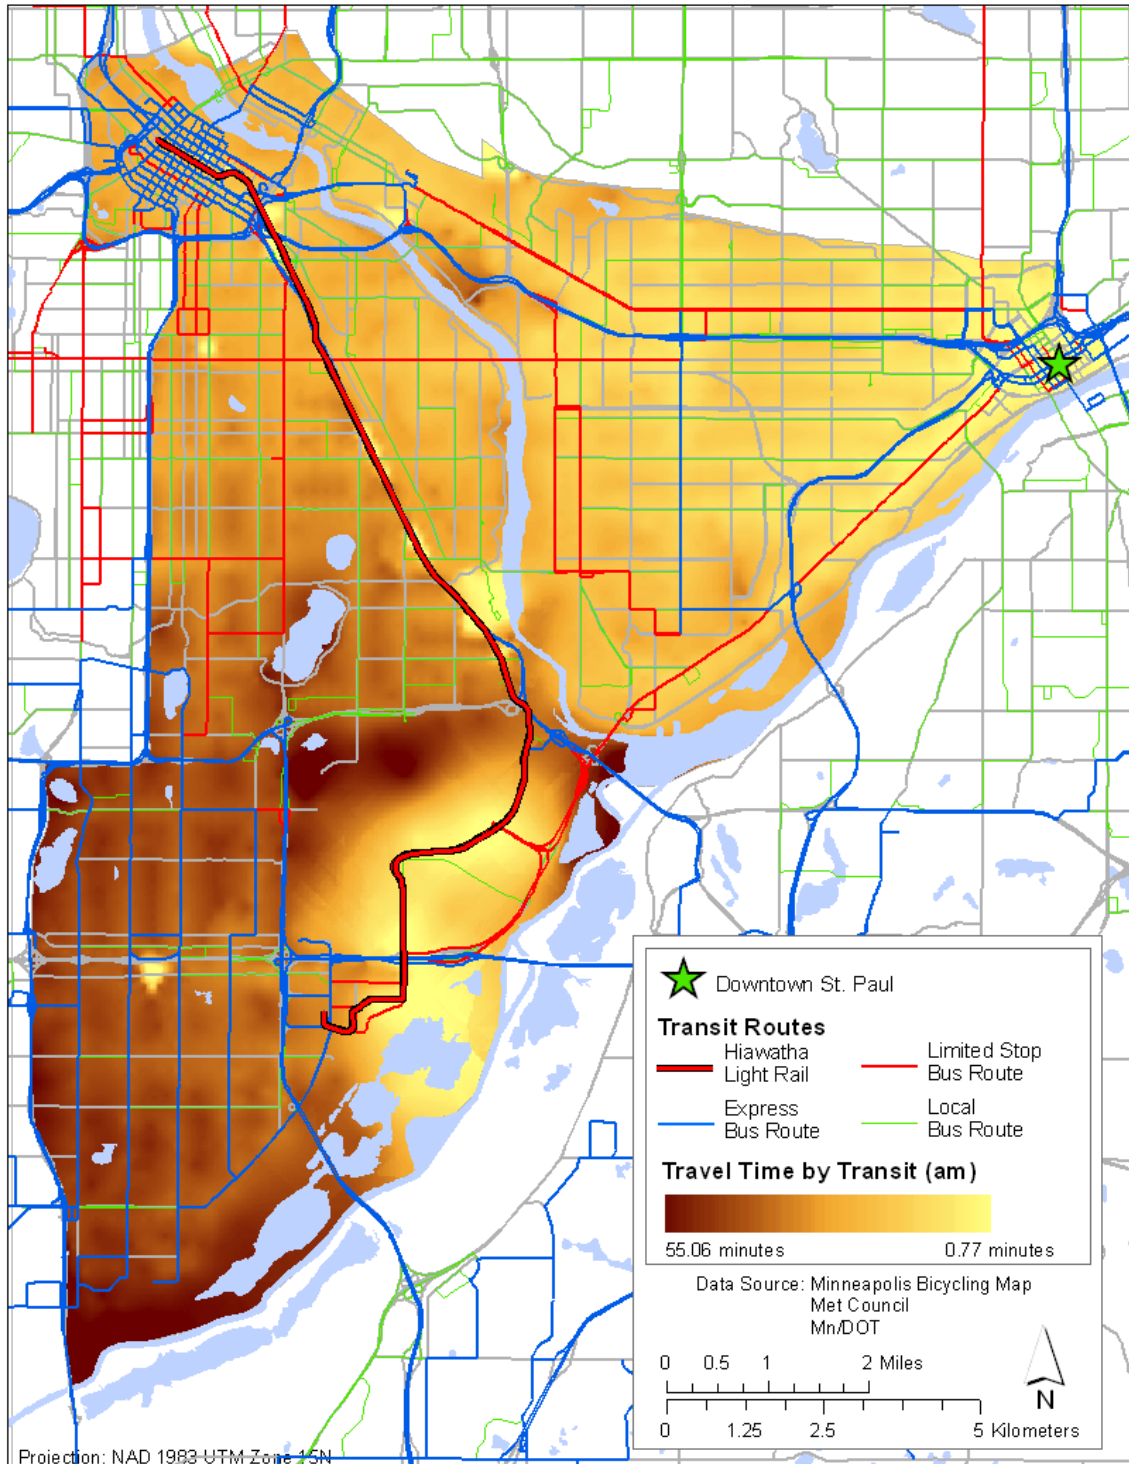 Downtown St. Paul
Transit Routes
Hiawatha
Light Rail
Limited Stop
Bus Route
Express
Bus Route
Local
Bus Route
Travel Time by Transit (am)
55.06 minutes 0.77 minutes
Data Source: Minneapolis Bicycling Map
Met Council
Mn/DOT
0 0.5 1 2 Miles
0 1.25 2.5 5 Kilometers
N
Projection: NAD 1983 UTM Zone 15N